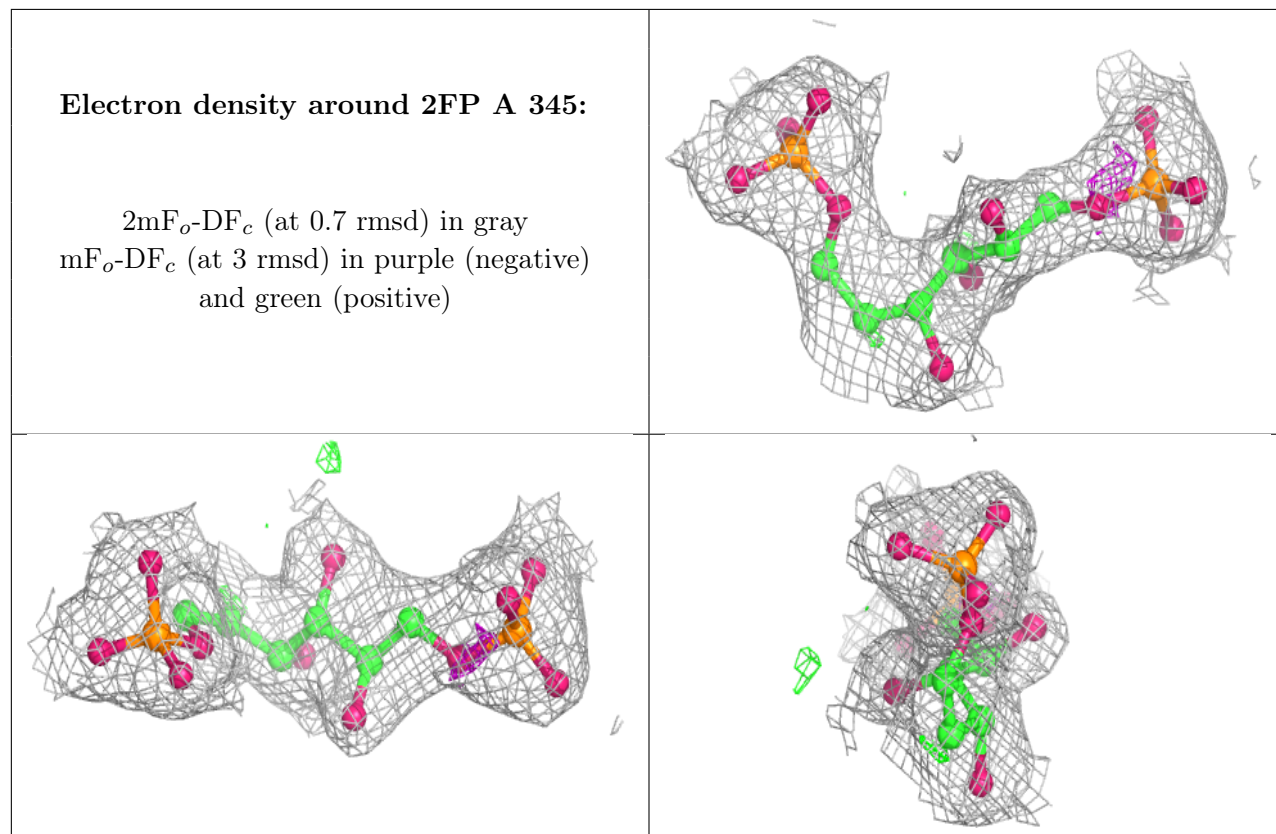 Electron density around 2FP A 345:
2mFo-DFc (at 0.7 rmsd) in gray
mFo-DFc (at 3 rmsd) in purple (negative)
and green (positive)